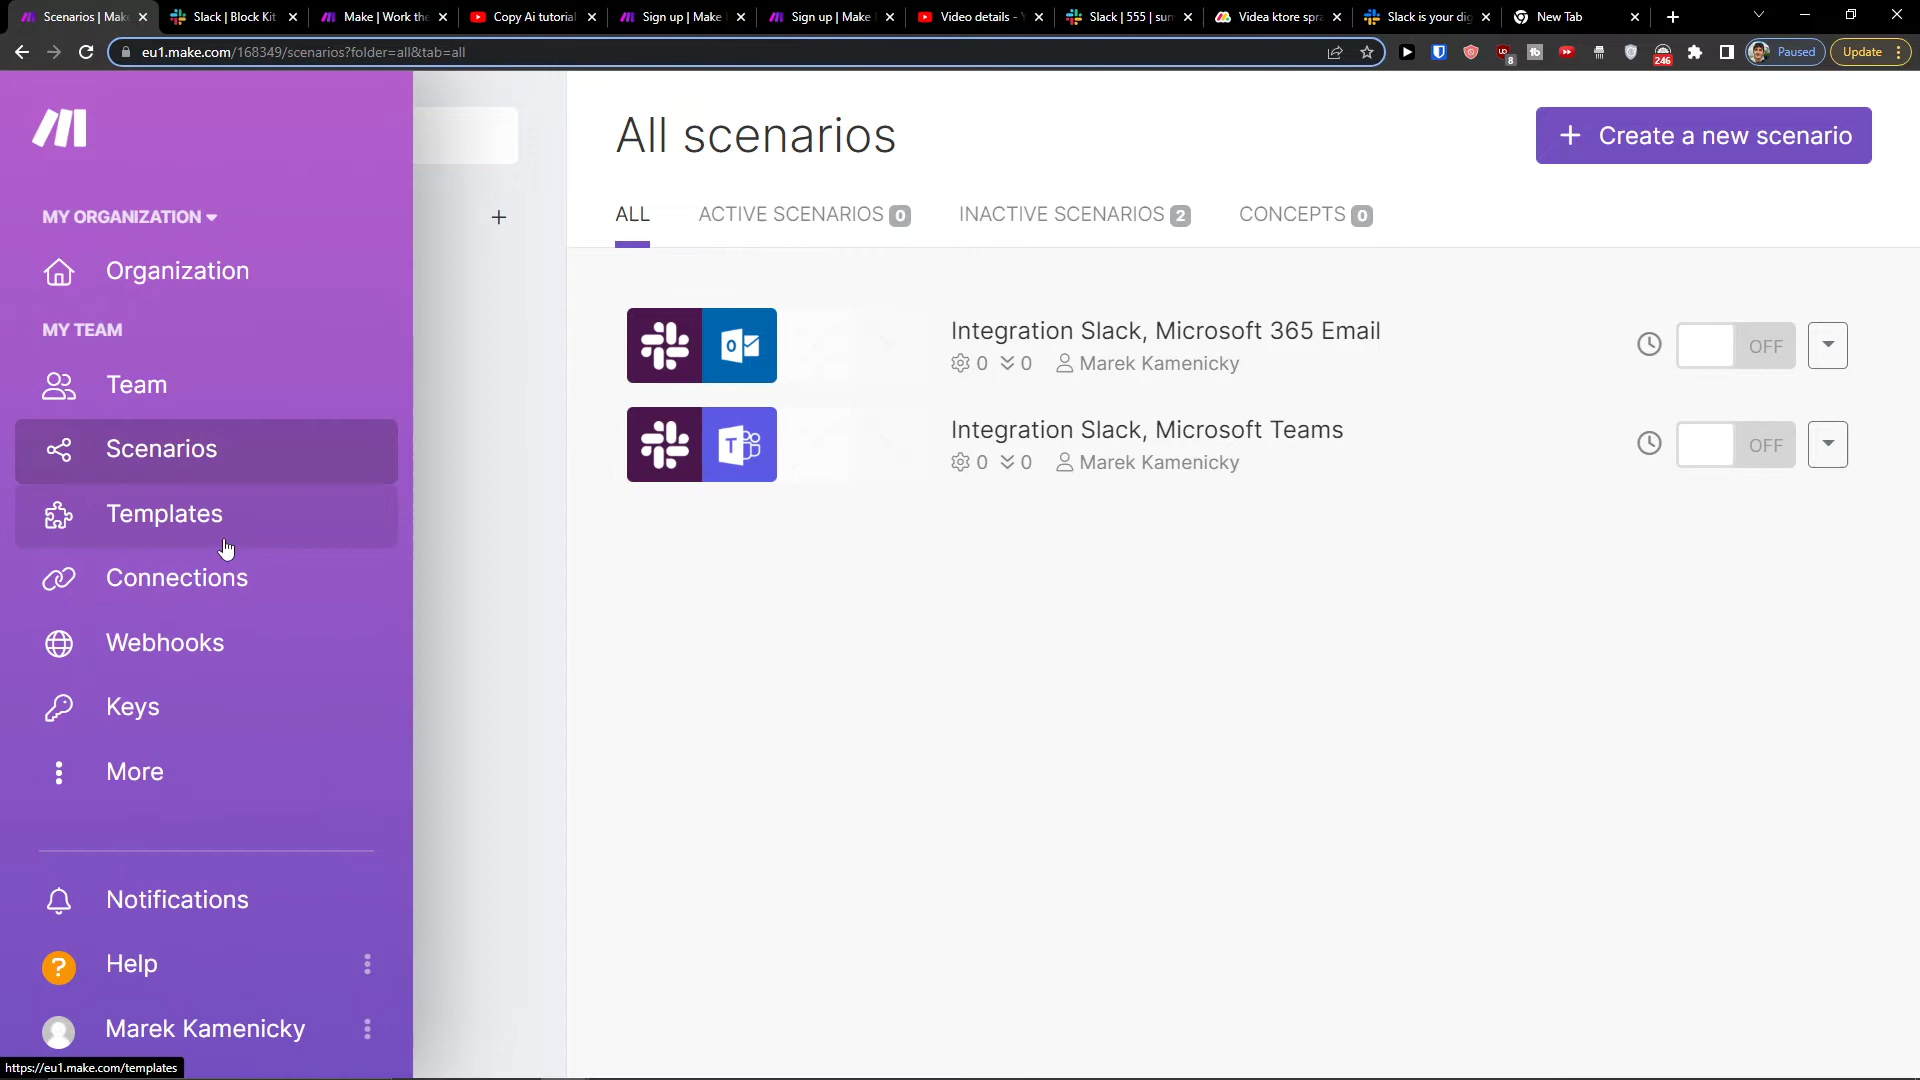 Scenarios | Mak
Slack | Block Kit
Make | Work the
Copy Ai tutorial
Sign up | Make
Sign up | Make
Video details -
Slack | 555 | sun
Videa ktore spra
Slack is your dig
New Tab
eu1.make.com/168349/scenarios?folder=all&tab=all
8
246
Paused
Update
MY ORGANIZATION
Organization
MY TEAM
Team
Scenarios
Templates
Connections
Webhooks
Keys
More
Notifications
? Help
Marek Kamenicky
https://eu1.make.com/templates
All scenarios
+ Create a new scenario
ALL ACTIVE SCENARIOS 0 INACTIVE SCENARIOS 2 CONCEPTS 0
Integration Slack, Microsoft 365 Email
0 0 Marek Kamenicky
OFF
Integration Slack, Microsoft Teams
0 0 Marek Kamenicky
OFF